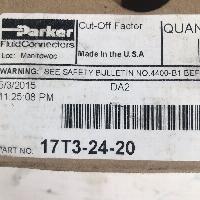 Parker
Cut-Off Factor
QUAN
FluidConnectors
Loc: Manitowoc
Made In the U.S.A
WARNING: SEE SAFETY BULLETIN NO.4400-B1 BEF
5/3/2015
DA2
11:25:08 PM
PART NO. 17T3-24-20